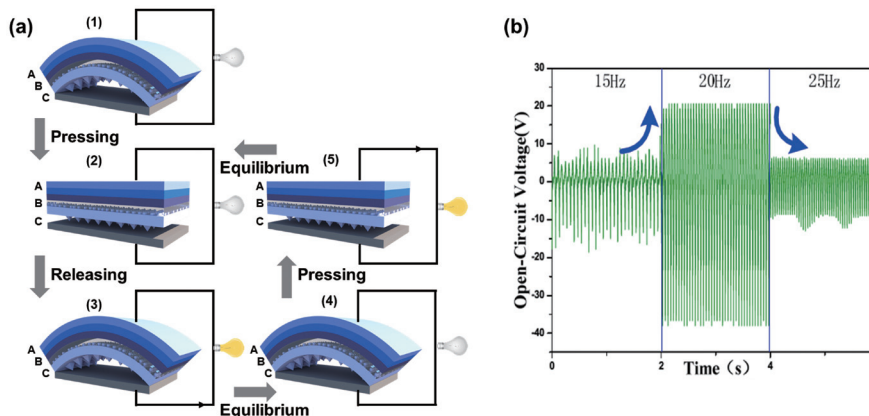 (a)
(1)
A
B
C
Pressing
(2)
A
B
C
Equilibrium
(5)
A
B
C
Releasing
Pressing
(3)
A
B
C
(4)
A
B
C
Equilibrium
(b)
15Hz
20Hz
25Hz
Open-Circuit Voltage(V)
30
20
10
0
-10
-20
-30
-40
0
2
4
Time (s)